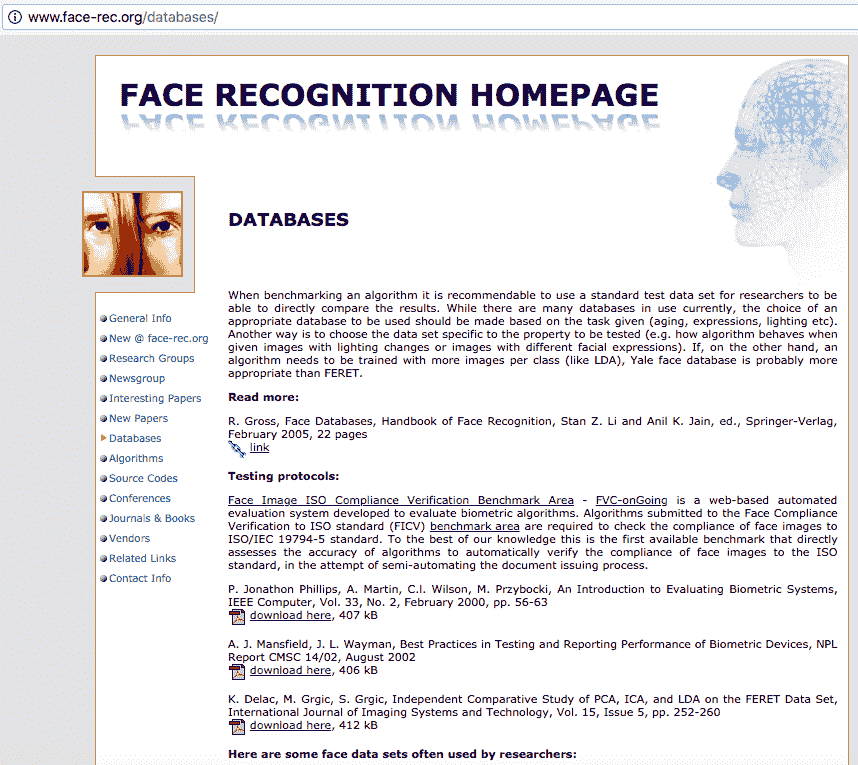 www.face-rec.org/databases/
FACE RECOGNITION HOMEPAGE
DATABASES
General Info
New @ face-rec.org
Research Groups
Newsgroup
Interesting Papers
New Papers
Databases
Algorithms
Source Codes
Conferences
Journals & Books
Vendors
Related Links
Contact Info
When benchmarking an algorithm it is recommendable to use a standard test data set for researchers to be
able to directly compare the results. While there are many databases in use currently, the choice of an
appropriate database to be used should be made based on the task given (aging, expressions, lighting etc).
Another way is to choose the data set specific to the property to be tested (e.g. how algorithm behaves when
given images with lighting changes or images with different facial expressions). If, on the other hand, an
algorithm needs to be trained with more images per class (like LDA), Yale face database is probably more
appropriate than FERET.
Read more:
R. Gross, Face Databases, Handbook of Face Recognition, Stan Z. Li and Anil K. Jain, ed., Springer-Verlag,
February 2005, 22 pages
link
Testing protocols:
Face Image ISO Compliance Verification Benchmark Area - FVC-onGoing is a web-based automated
evaluation system developed to evaluate biometric algorithms. Algorithms submitted to the Face Compliance
Verification to ISO standard (FICV) benchmark area are required to check the compliance of face images to
ISO/IEC 19794-5 standard. To the best of our knowledge this is the first available benchmark that directly
assesses the accuracy of algorithms to automatically verify the compliance of face images to the ISO
standard, in the attempt of semi-automating the document issuing process.
P. Jonathon Phillips, A. Martin, C.l. Wilson, M. Przybocki, An Introduction to Evaluating Biometric Systems,
IEEE Computer, Vol. 33, No. 2, February 2000, pp. 56-63
download here, 407 kB
A. J. Mansfield, J. L. Wayman, Best Practices in Testing and Reporting Performance of Biometric Devices, NPL
Report CMSC 14/02, August 2002
download here, 406 kB
K. Delac, M. Grgic, S. Grgic, Independent Comparative Study of PCA, ICA, and LDA on the FERET Data Set,
International Journal of Imaging Systems and Technology, Vol. 15, Issue 5, pp. 252-260
download here, 412 kB
Here are some face data sets often used by researchers: